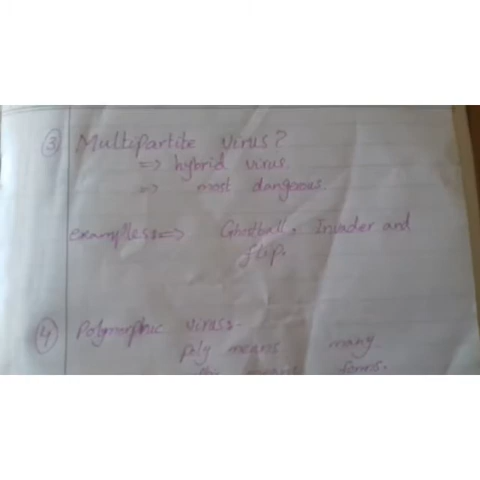 ③ Multipartite virus?
=> hybrid virus.
=> most dangerous.
examples:=> Ghostball, Invader and
flip.
④ Polymorphic virus:-
poly means many
means forms.